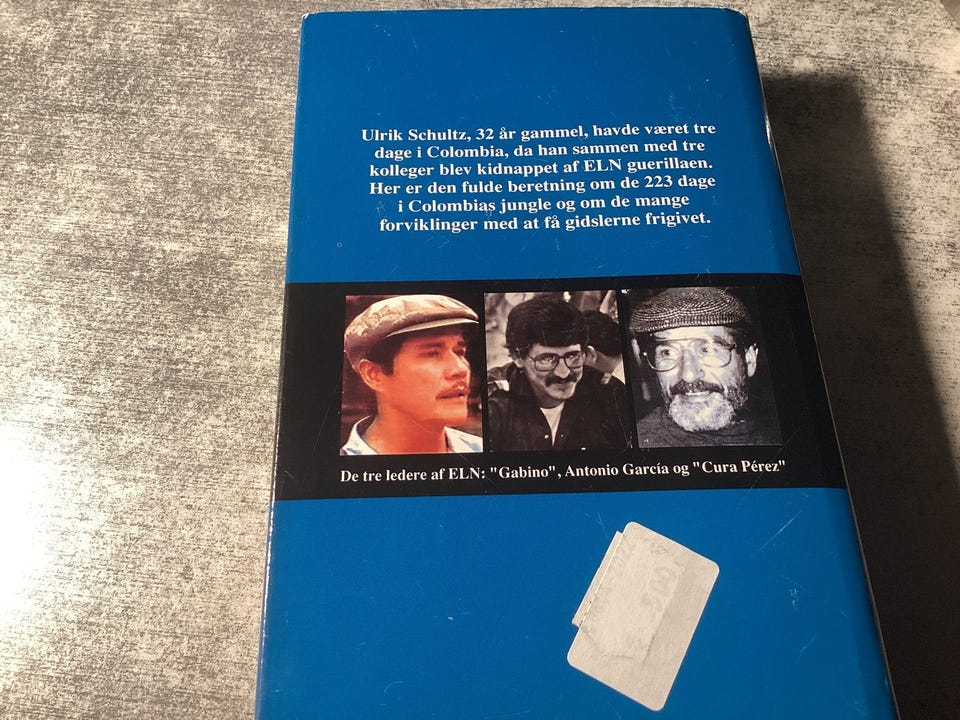 Ulrik Schultz, 32 år gammel, havde været tre
dage i Colombia, da han sammen med tre
kolleger blev kidnappet af ELN guerillaen.
Her er den fulde beretning om de 223 dage
i Colombias jungle og om de mange
forviklinger med at få gidslerne frigivet.
De tre ledere af ELN: "Gabino", Antonio García og "Cura Pérez"